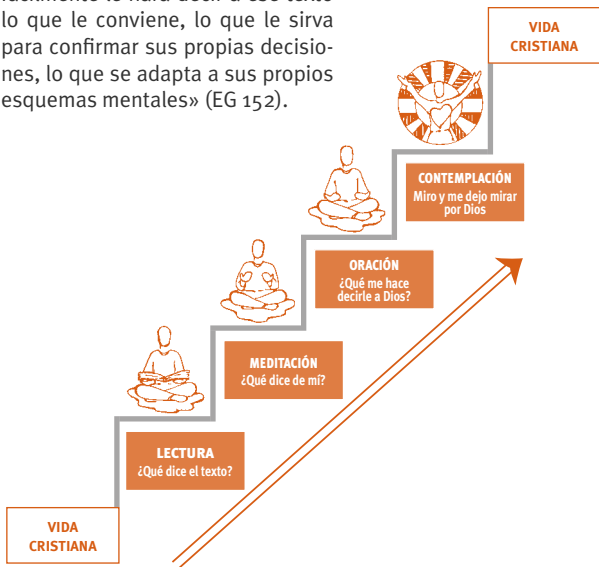 lo que le conviene, lo que le sirva
para confirmar sus propias decisio-
nes, lo que se adapta a sus propios
esquemas mentales» (EG 152).
VIDA
CRISTIANA
CONTEMPLACIÓN
Miro y me dejo mirar
por Dios
ORACIÓN
¿Qué me hace
decirle a Dios?
MEDITACIÓN
¿Qué dice de mí?
LECTURA
¿Qué dice el texto?
VIDA
CRISTIANA